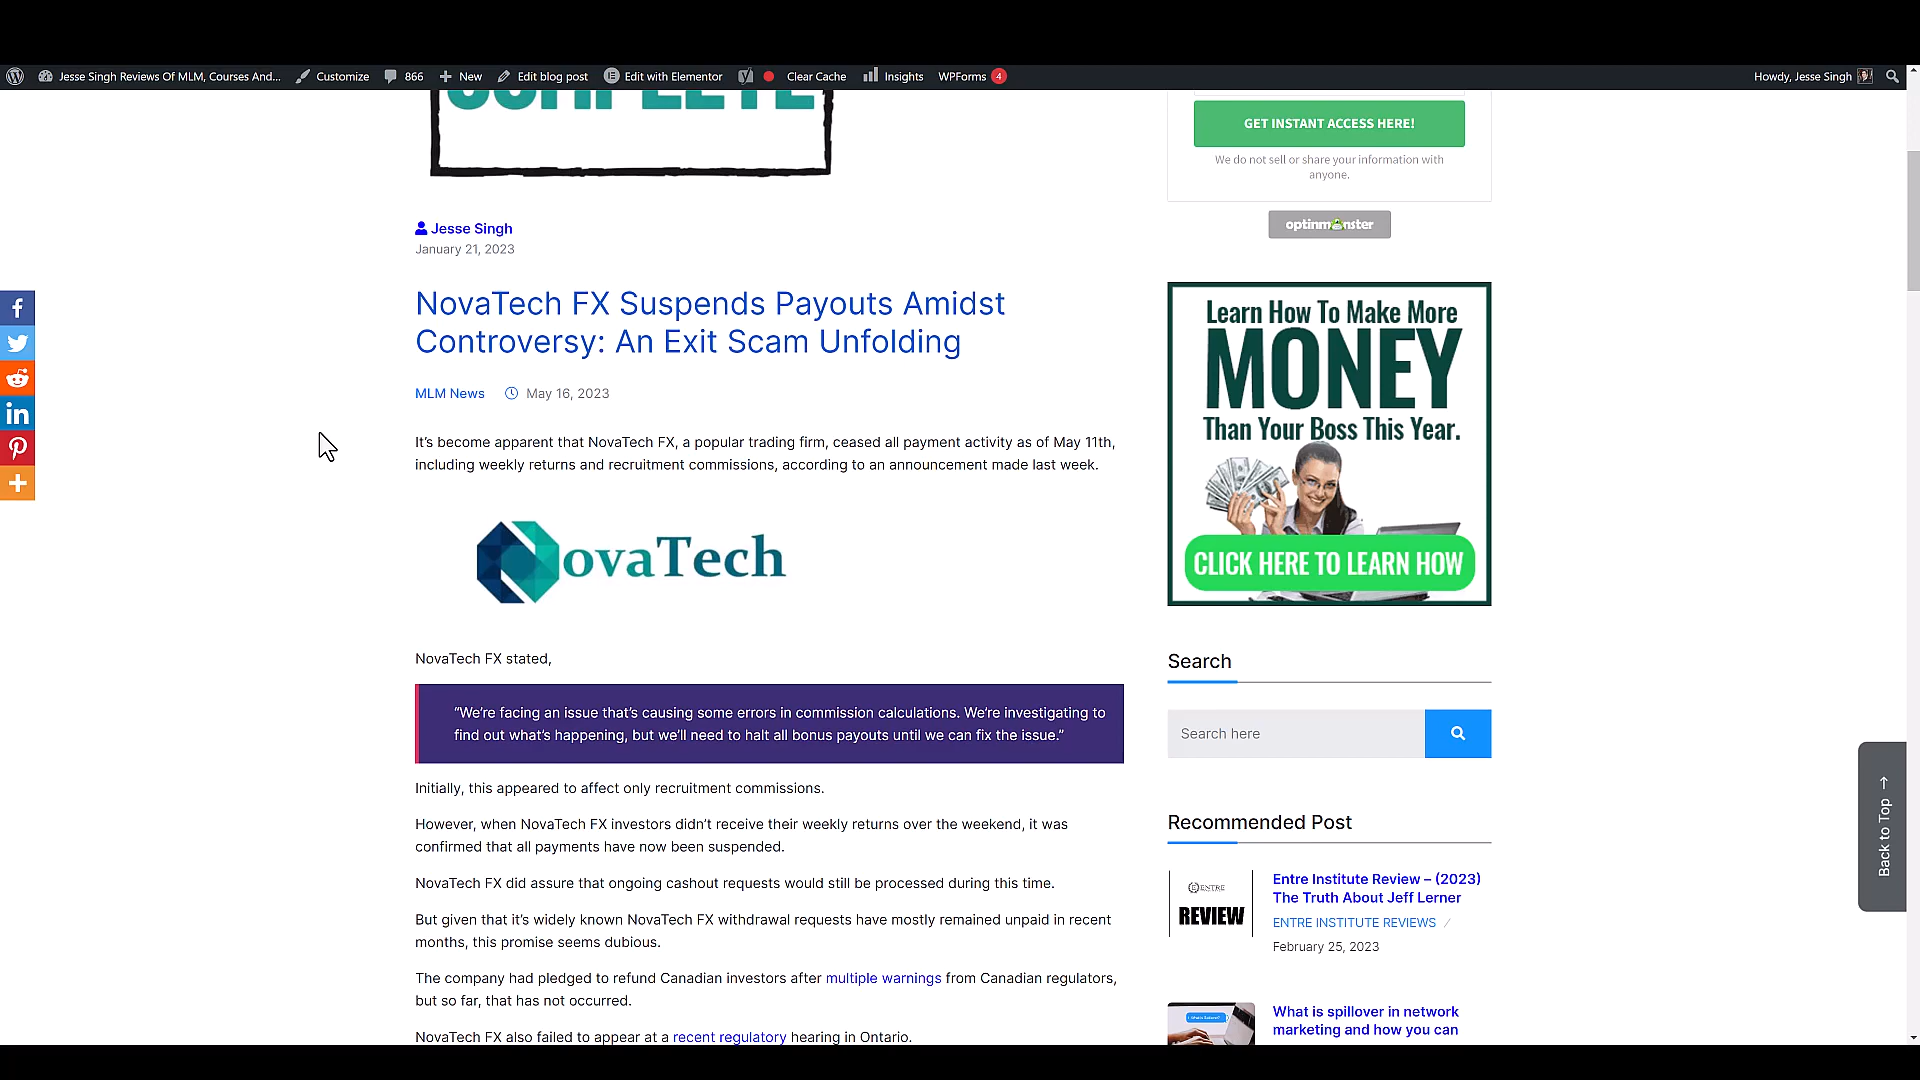 Jesse Singh Reviews Of MLM, Courses And...
Customize
866
New
Edit blog post
Edit with Elementor
Clear Cache
Insights
WPForms 4
Howdy, Jesse Singh
COMPLETE
Jesse Singh
January 21, 2023
NovaTech FX Suspends Payouts Amidst
Controversy: An Exit Scam Unfolding
MLM News
May 16, 2023
It’s become apparent that NovaTech FX, a popular trading firm, ceased all payment activity as of May 11th,
including weekly returns and recruitment commissions, according to an announcement made last week.
NovaTech
NovaTech FX stated,
“We’re facing an issue that’s causing some errors in commission calculations. We’re investigating to
find out what’s happening, but we’ll need to halt all bonus payouts until we can fix the issue.”
Initially, this appeared to affect only recruitment commissions.
However, when NovaTech FX investors didn’t receive their weekly returns over the weekend, it was
confirmed that all payments have now been suspended.
NovaTech FX did assure that ongoing cashout requests would still be processed during this time.
But given that it’s widely known NovaTech FX withdrawal requests have mostly remained unpaid in recent
months, this promise seems dubious.
The company had pledged to refund Canadian investors after multiple warnings from Canadian regulators,
but so far, that has not occurred.
NovaTech FX also failed to appear at a recent regulatory hearing in Ontario.
GET INSTANT ACCESS HERE!
We do not sell or share your information with
anyone.
optinmonster
Learn How To Make More
MONEY
Than Your Boss This Year.
CLICK HERE TO LEARN HOW
Search
Search here
Recommended Post
ENTRE
REVIEW
Entre Institute Review – (2023)
The Truth About Jeff Lerner
ENTRE INSTITUTE REVIEWS /
February 25, 2023
What is spillover in network
marketing and how you can
Back to Top →